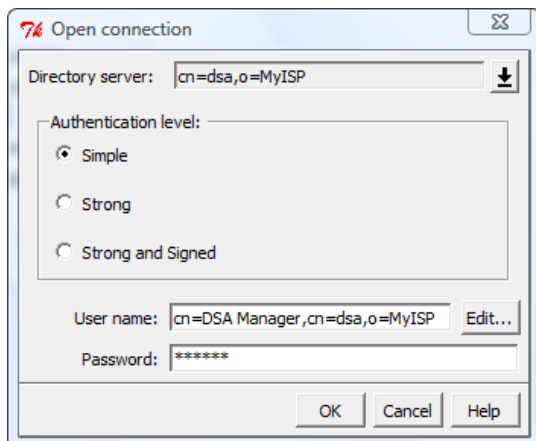 Open connection
Directory server: cn=dsa,o=MyISP
Authentication level:
Simple
Strong
Strong and Signed
User name: cn=DSA Manager,cn=dsa,o=MyISP Edit...
Password: ******
OK Cancel Help